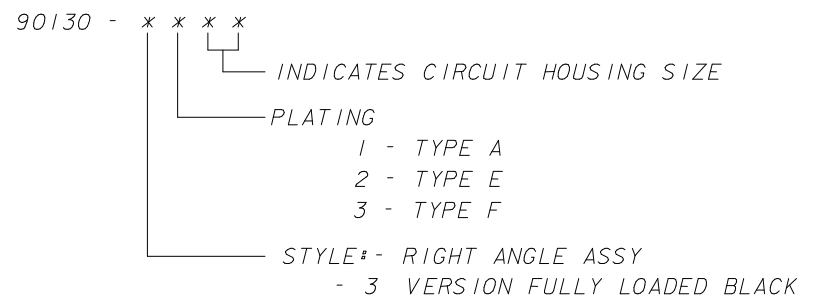 90130 - * * * *
INDICATES CIRCUIT HOUSING SIZE
PLATING
1 - TYPE A
2 - TYPE E
3 - TYPE F
STYLE:- RIGHT ANGLE ASSY
- 3 VERSION FULLY LOADED BLACK